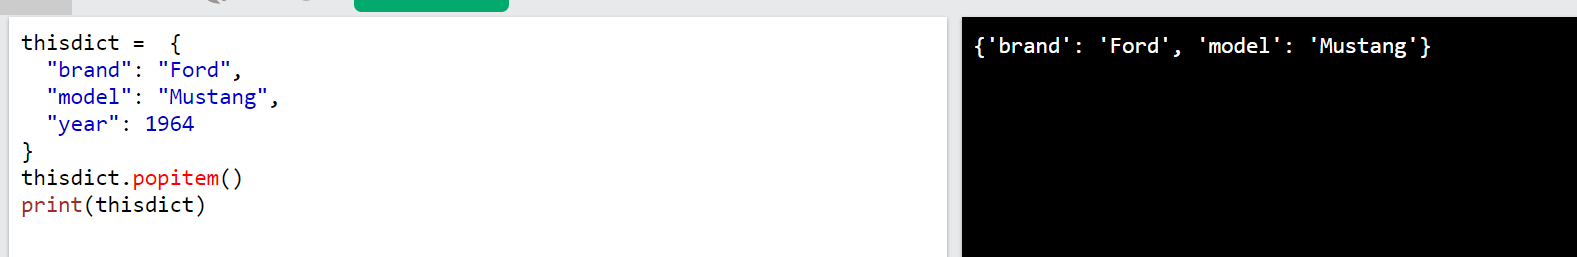 thisdict =  {
  "brand": "Ford",
  "model": "Mustang",
  "year": 1964
}
thisdict.popitem()
print(thisdict)
{'brand': 'Ford', 'model': 'Mustang'}